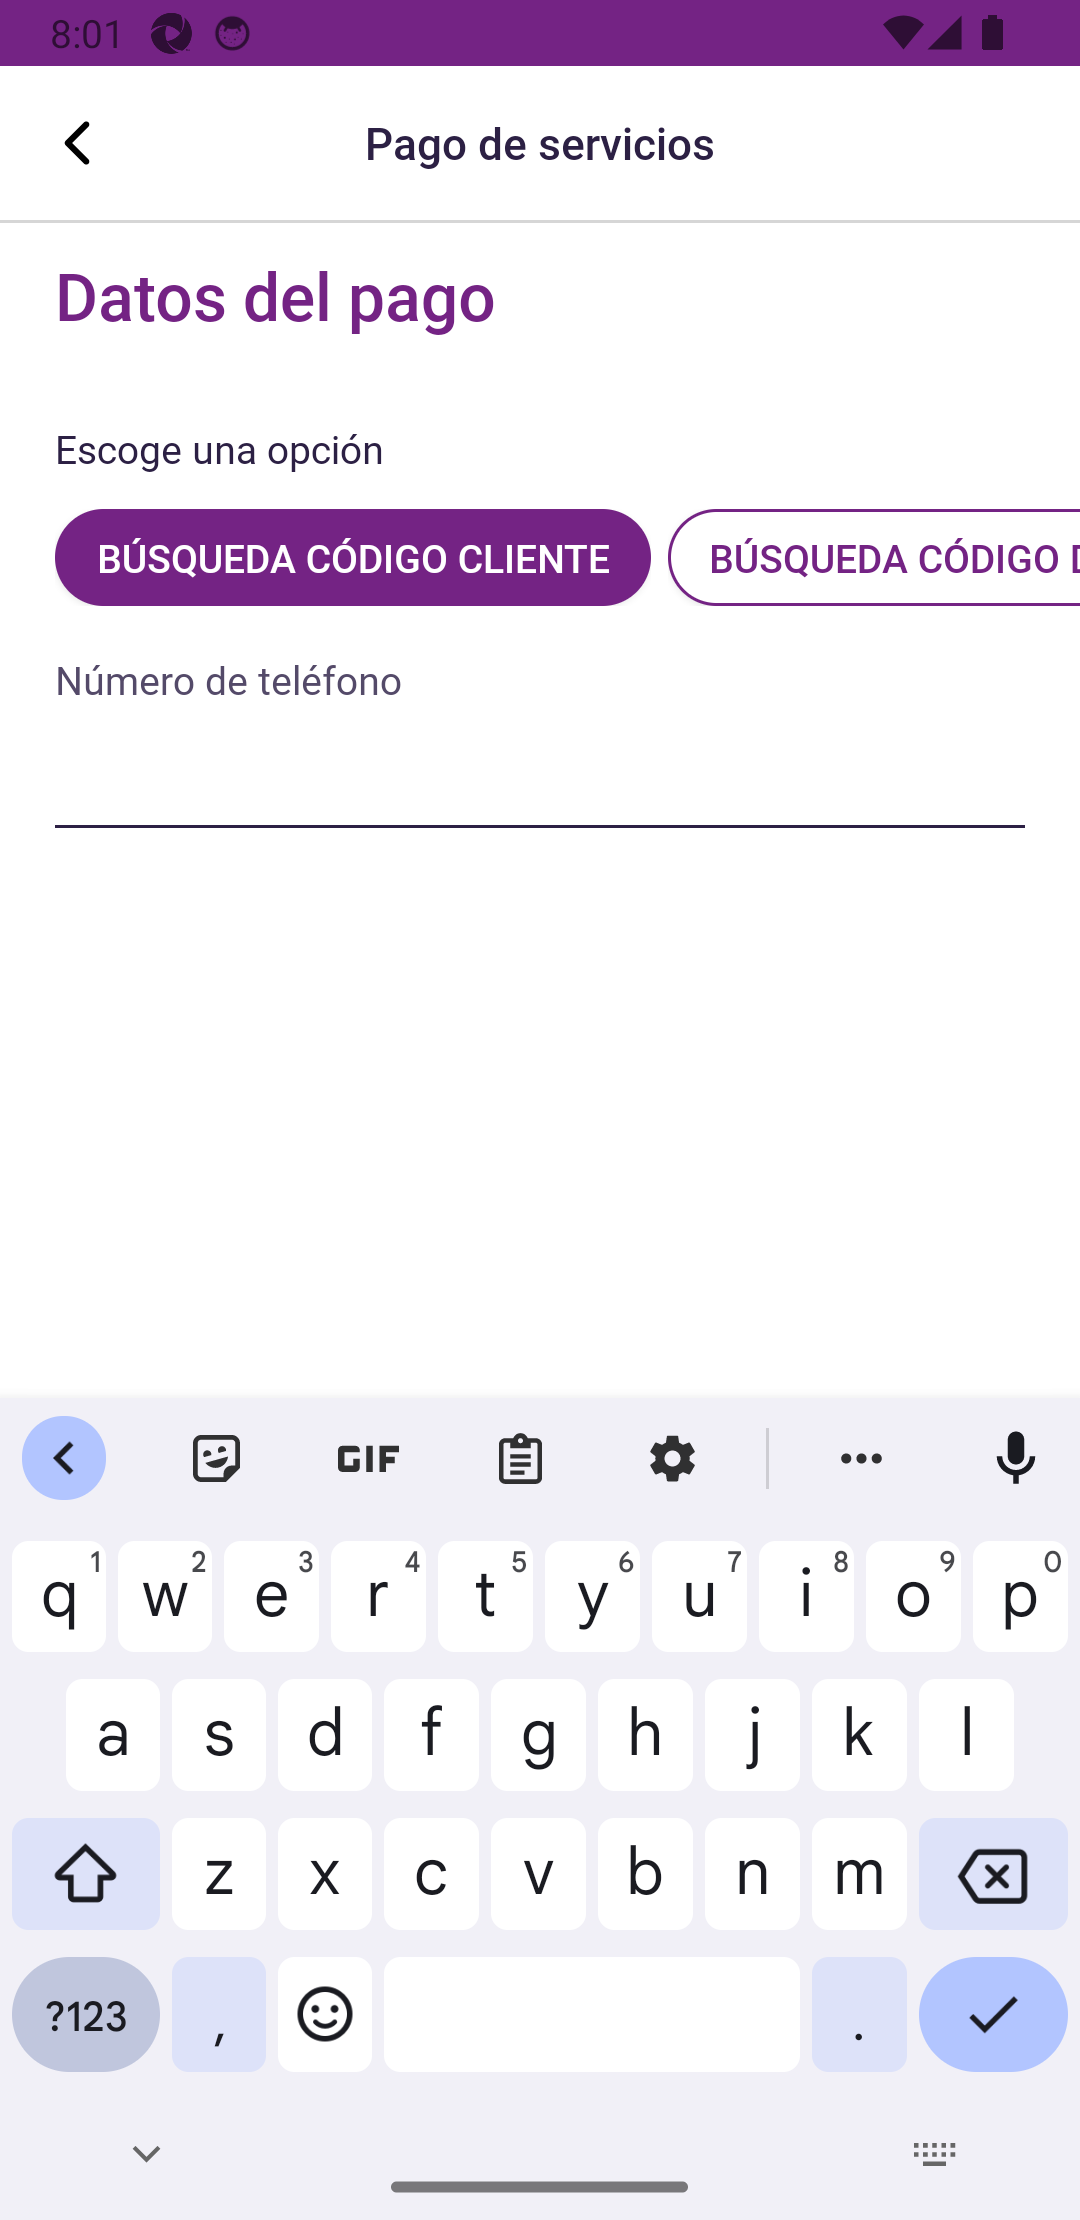 8:01
Pago de servicios
Datos del pago
Escoge una opción
BÚSQUEDA CÓDIGO CLIENTE
BÚSQUEDA CÓDIGO
Número de teléfono
GIF
q 1 w 2 e 3 r 4 t 5 y 6 u 7 i 8 o 9 p 0
a s d f g h j k l
z x c v b n m
?123 , .